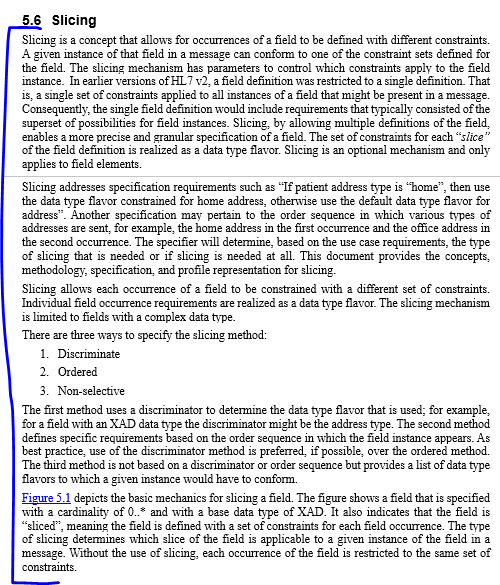 5.6 Slicing
Slicing is a concept that allows for occurrences of a field to be defined with different constraints.
A given instance of that field in a message can conform to one of the constraint sets defined for
the field. The slicing mechanism has parameters to control which constraints apply to the field
instance. In earlier versions of HL7 v2, a field definition was restricted to a single definition. That
is, a single set of constraints applied to all instances of a field that might be present in a message.
Consequently, the single field definition would include requirements that typically consisted of the
superset of possibilities for field instances. Slicing, by allowing multiple definitions of the field,
enables a more precise and granular specification of a field. The set of constraints for each “slice”
of the field definition is realized as a data type flavor. Slicing is an optional mechanism and only
applies to field elements.
Slicing addresses specification requirements such as “If patient address type is “home”, then use
the data type flavor constrained for home address, otherwise use the default data type flavor for
address”. Another specification may pertain to the order sequence in which various types of
addresses are sent, for example, the home address in the first occurrence and the office address in
the second occurrence. The specifier will determine, based on the use case requirements, the type
of slicing that is needed or if slicing is needed at all. This document provides the concepts,
methodology, specification, and profile representation for slicing.
Slicing allows each occurrence of a field to be constrained with a different set of constraints.
Individual field occurrence requirements are realized as a data type flavor. The slicing mechanism
is limited to fields with a complex data type.
There are three ways to specify the slicing method:
1. Discriminate
2. Ordered
3. Non-selective
The first method uses a discriminator to determine the data type flavor that is used; for example,
for a field with an XAD data type the discriminator might be the address type. The second method
defines specific requirements based on the order sequence in which the field instance appears. As
best practice, use of the discriminator method is preferred, if possible, over the ordered method.
The third method is not based on a discriminator or order sequence but provides a list of data type
flavors to which a given instance would have to conform.
Figure 5.1 depicts the basic mechanics for slicing a field. The figure shows a field that is specified
with a cardinality of 0..* and with a base data type of XAD. It also indicates that the field is
“sliced”, meaning the field is defined with a set of constraints for each field occurrence. The type
of slicing determines which slice of the field is applicable to a given instance of the field in a
message. Without the use of slicing, each occurrence of the field is restricted to the same set of
constraints.